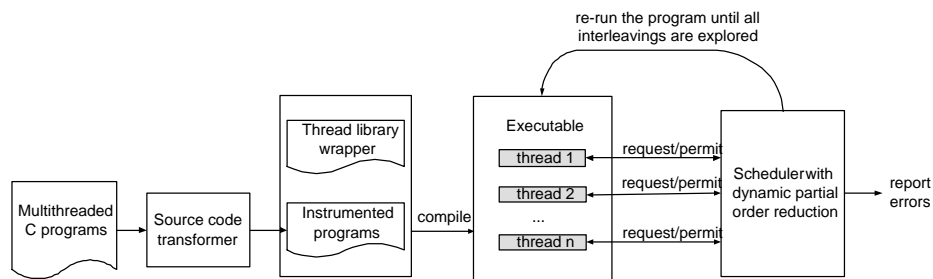 re-run the program until all
interleavings are explored
Multithreaded
C programs
Source code
transformer
Thread library
wrapper
Instrumented
programs
compile
Executable
thread 1
thread 2
...
thread n
request/permit
request/permit
request/permit
Scheduler with
dynamic partial
order reduction
report
errors